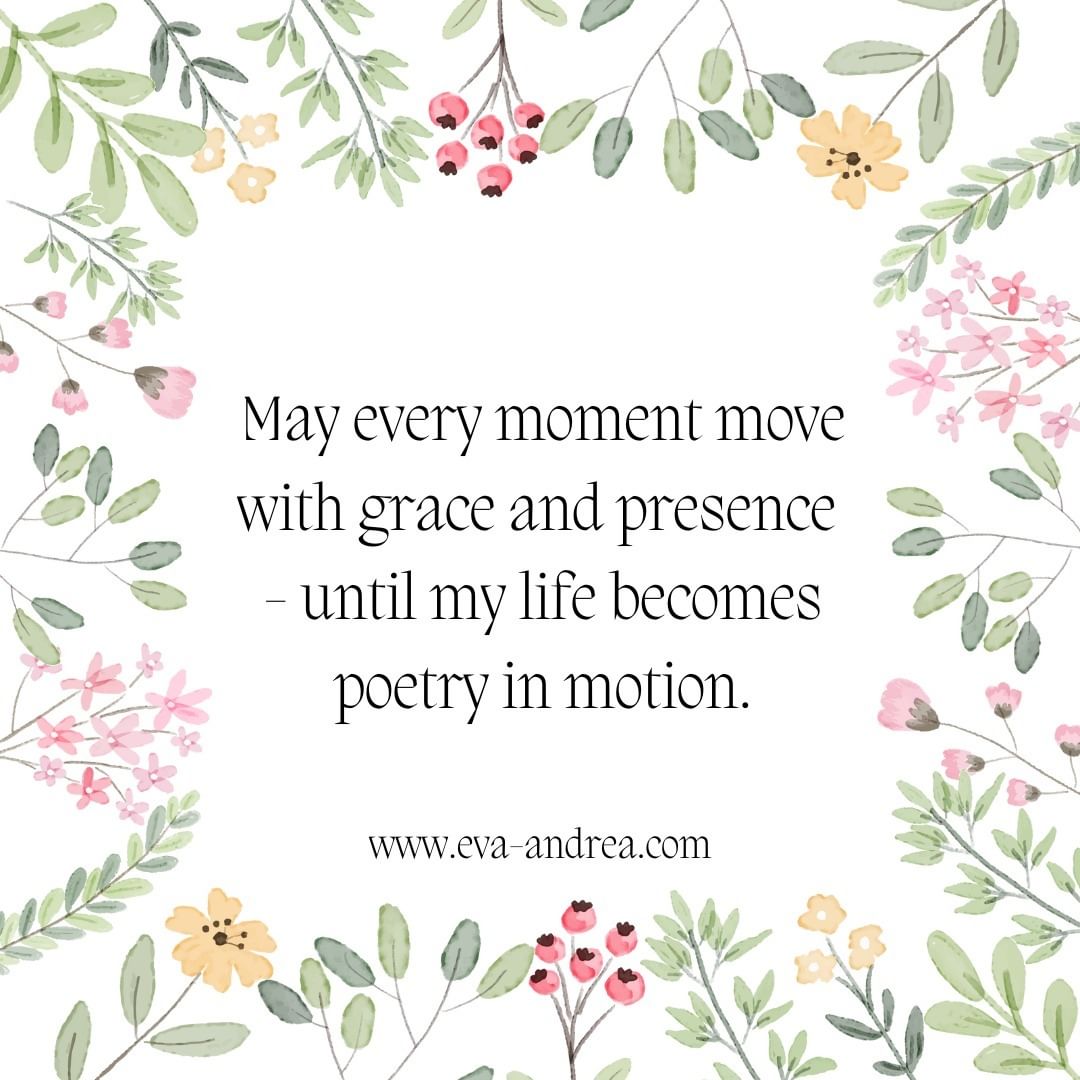 May every moment move
with grace and presence
- until my life becomes
poetry in motion.
www.eva-andrea.com